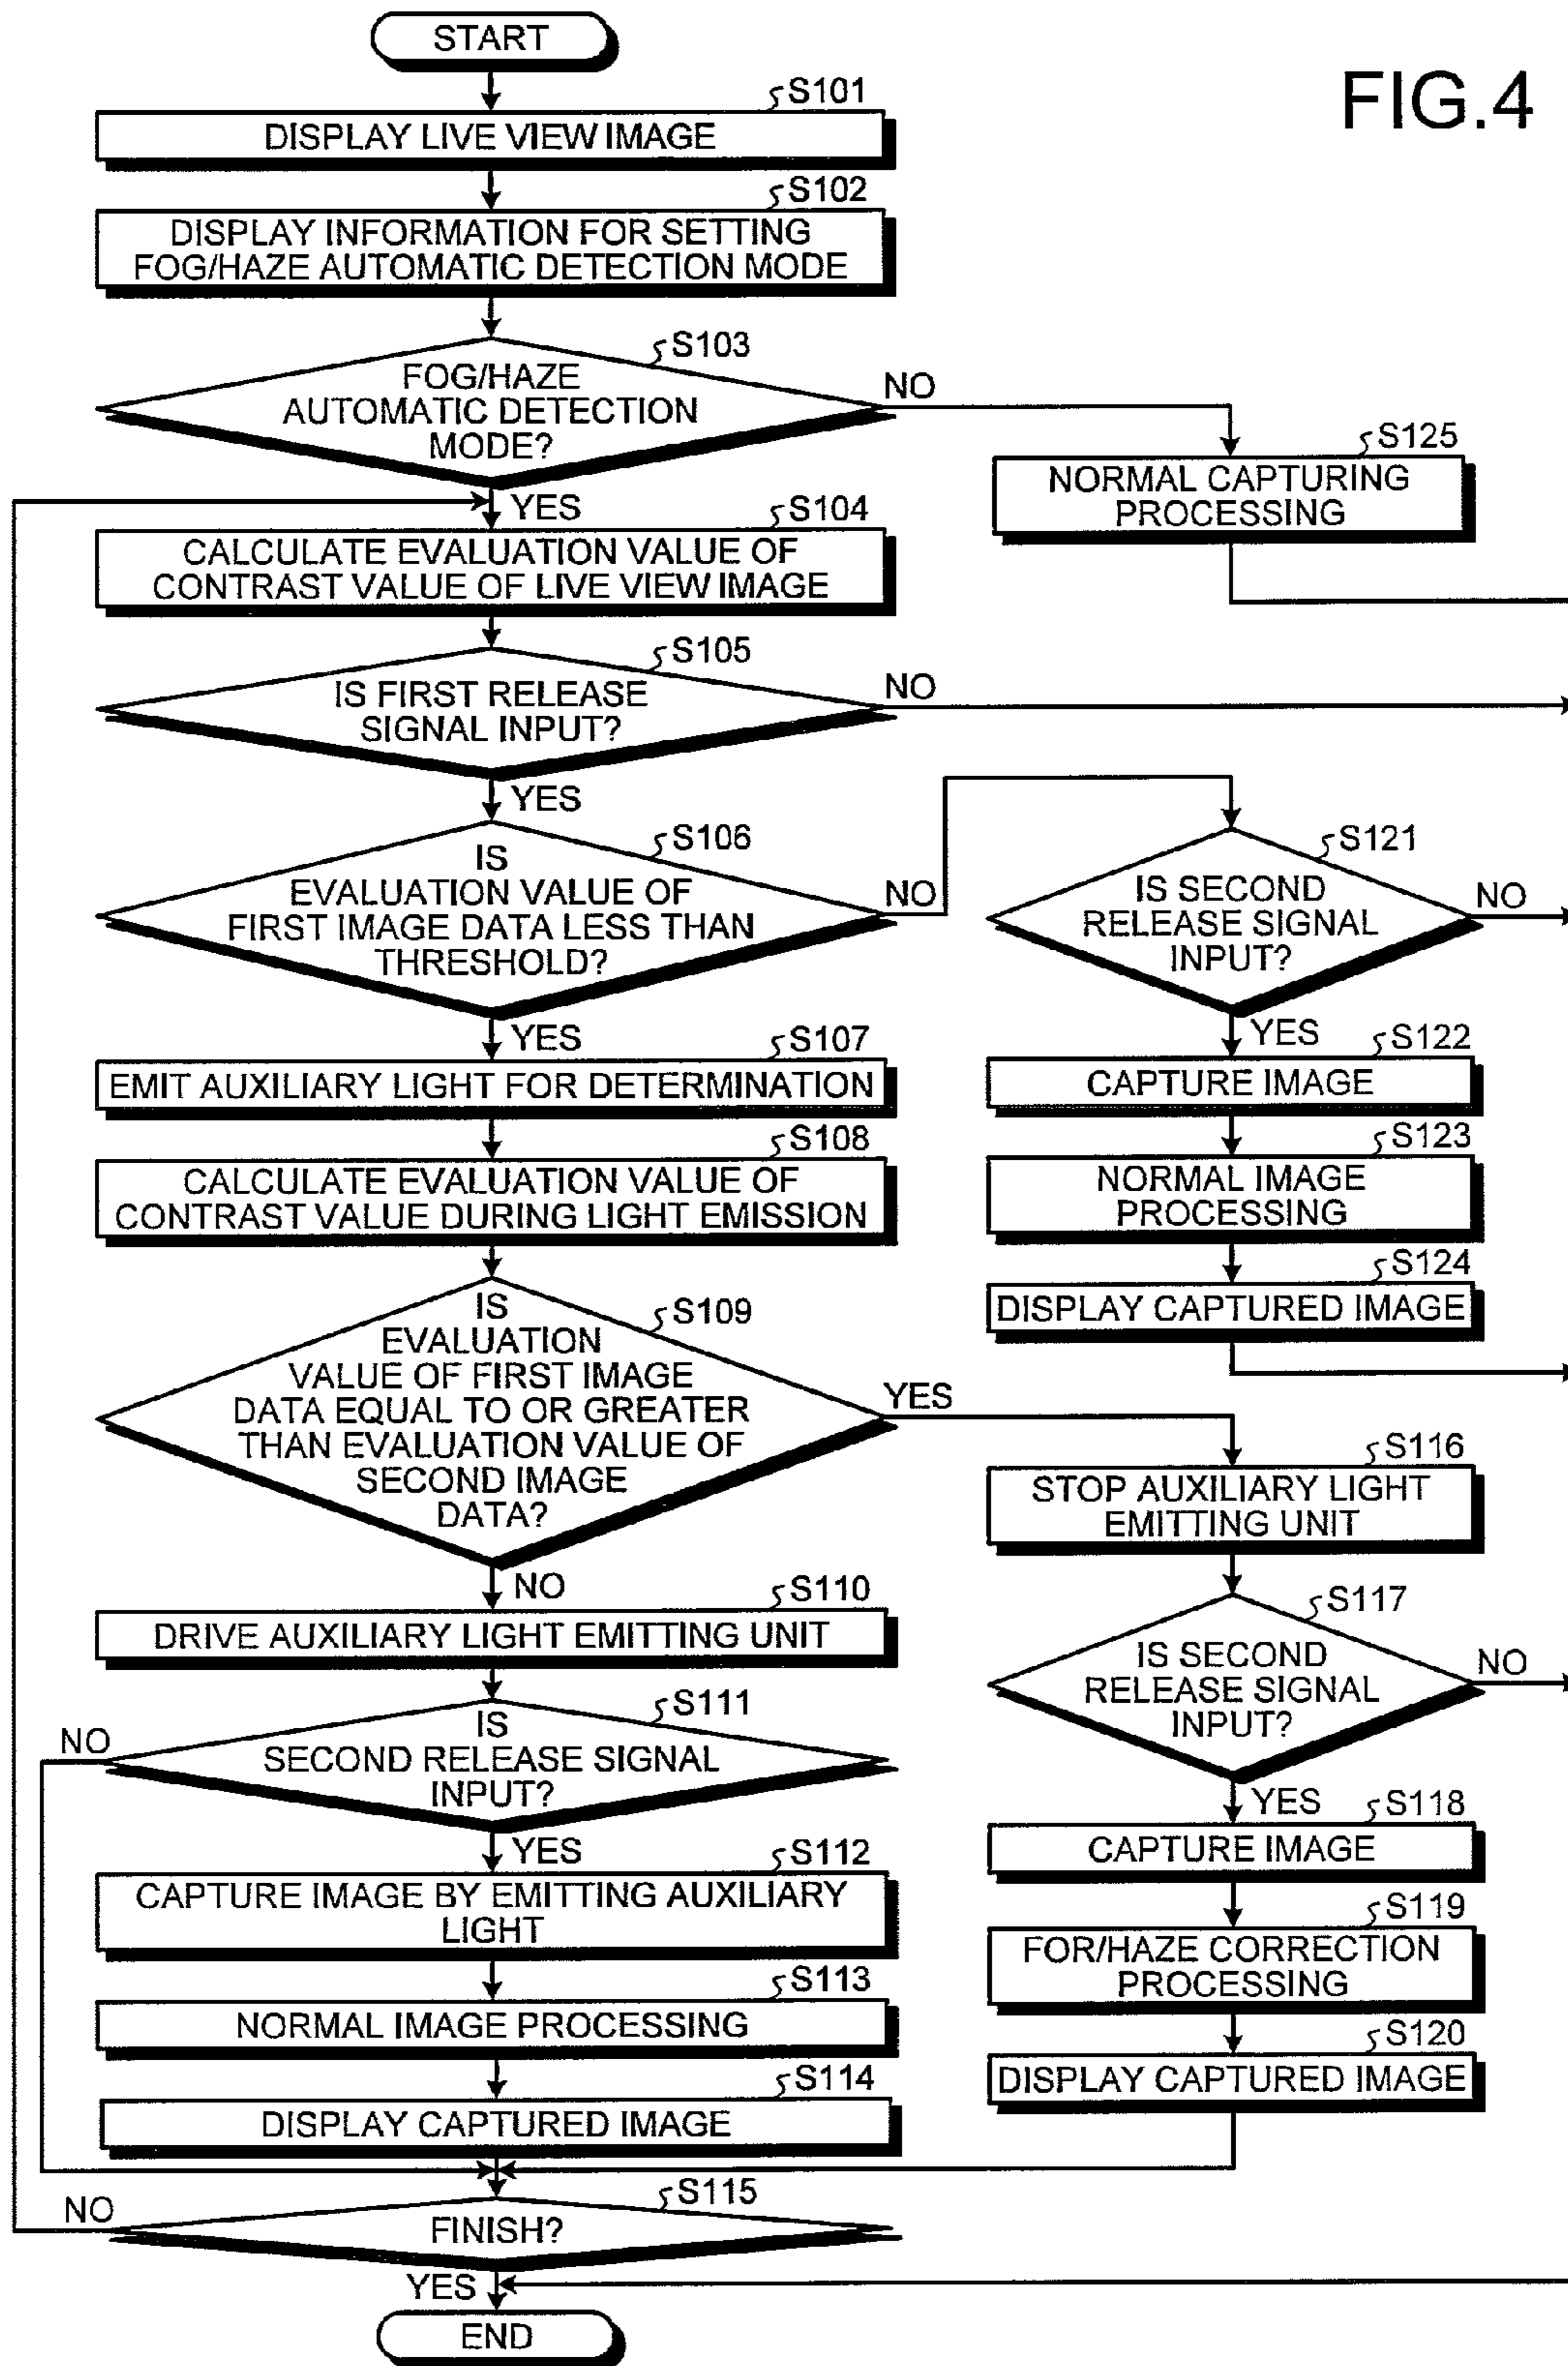 FIG.4
START
S101
DISPLAY LIVE VIEW IMAGE
S102
DISPLAY INFORMATION FOR SETTING
FOG/HAZE AUTOMATIC DETECTION MODE
S103
FOG/HAZE
AUTOMATIC DETECTION
MODE?
NO
YES
S125
NORMAL CAPTURING
PROCESSING
S104
CALCULATE EVALUATION VALUE OF
CONTRAST VALUE OF LIVE VIEW IMAGE
S105
IS FIRST RELEASE
SIGNAL INPUT?
NO
YES
S106
IS
EVALUATION VALUE OF
FIRST IMAGE DATA LESS THAN
THRESHOLD?
NO
YES
S121
IS SECOND
RELEASE SIGNAL
INPUT?
NO
YES
S122
CAPTURE IMAGE
S123
NORMAL IMAGE
PROCESSING
S124
DISPLAY CAPTURED IMAGE
S107
EMIT AUXILIARY LIGHT FOR DETERMINATION
S108
CALCULATE EVALUATION VALUE OF
CONTRAST VALUE DURING LIGHT EMISSION
S109
IS
EVALUATION
VALUE OF FIRST IMAGE
DATA EQUAL TO OR GREATER
THAN EVALUATION VALUE OF
SECOND IMAGE
DATA?
YES
NO
S116
STOP AUXILIARY LIGHT
EMITTING UNIT
S117
IS SECOND
RELEASE SIGNAL
INPUT?
NO
YES
S118
CAPTURE IMAGE
S119
FOR/HAZE CORRECTION
PROCESSING
S120
DISPLAY CAPTURED IMAGE
S110
DRIVE AUXILIARY LIGHT EMITTING UNIT
S111
IS
SECOND RELEASE SIGNAL
INPUT?
NO
YES
S112
CAPTURE IMAGE BY EMITTING AUXILIARY
LIGHT
S113
NORMAL IMAGE PROCESSING
S114
DISPLAY CAPTURED IMAGE
S115
FINISH?
NO
YES
END